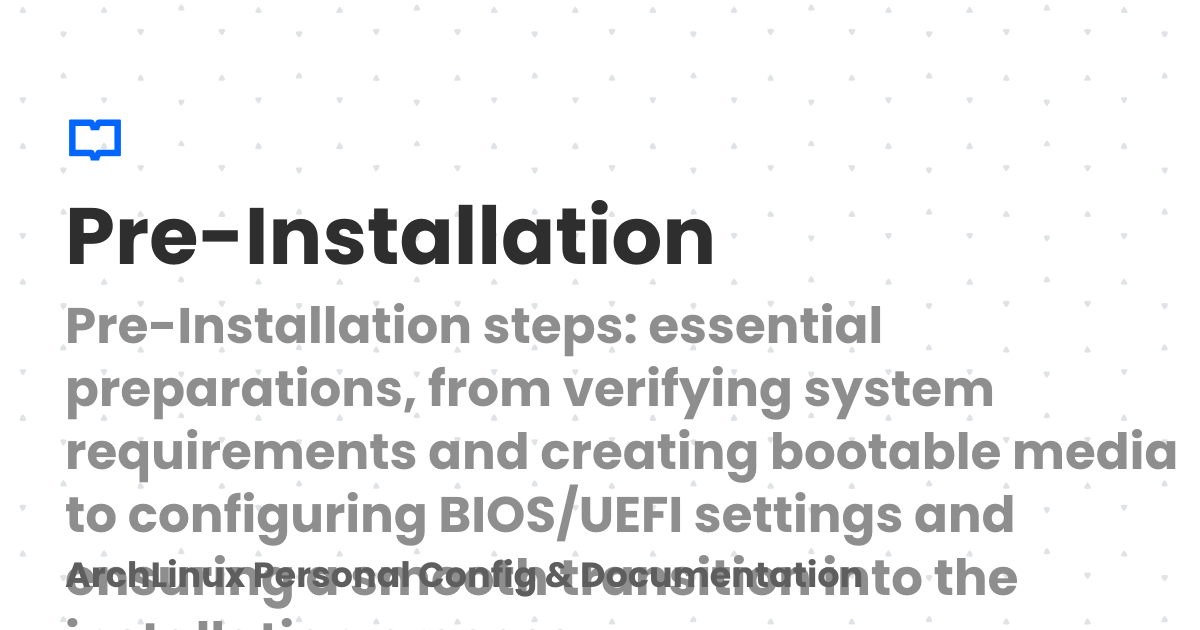 Pre-Installation
Pre-Installation steps: essential
preparations, from verifying system
requirements and creating bootable media
to configuring BIOS/UEFI settings and
ensuring a smooth transition into the
ArchLinux Personal Config & Documentation